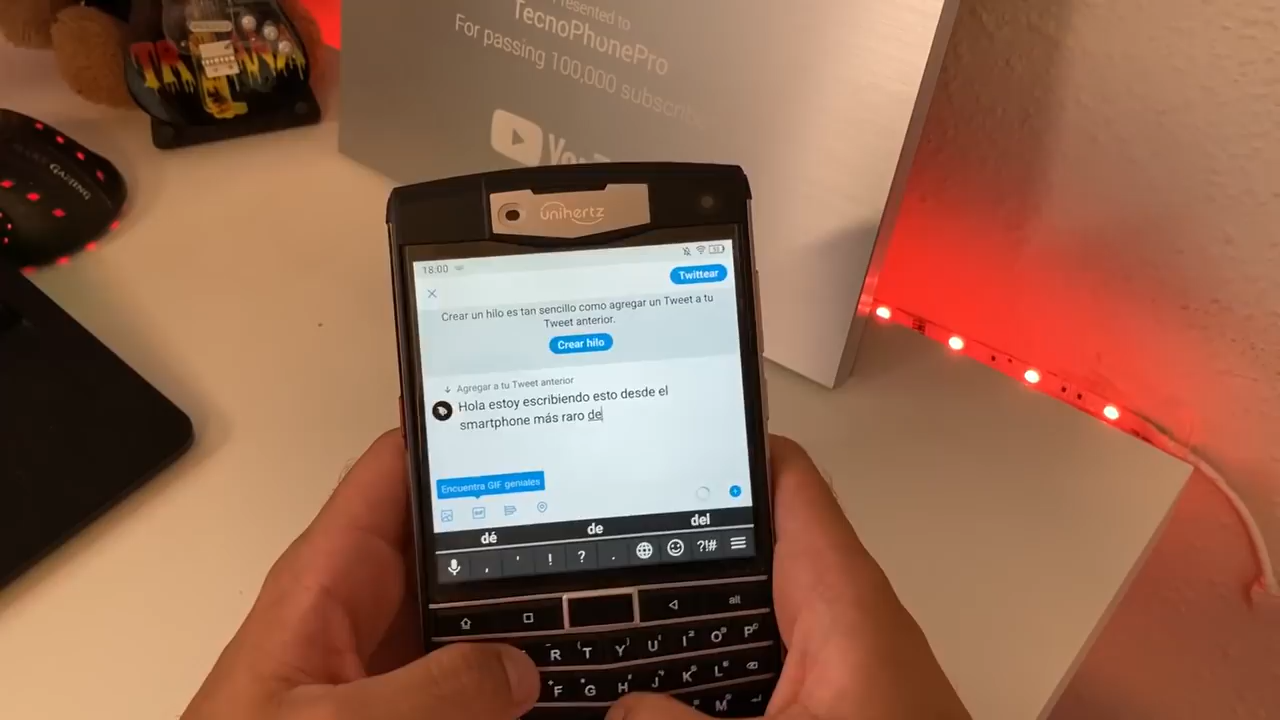 Presented to
TecnoPhonePro
For passing 100,000
GAMING
unihertz
18:00
Twittear
Crear un hilo es tan sencillo como agregar un Tweet a tu
Tweet anterior.
Crear hilo
Agregar a tu Tweet anterior
Hola estoy escribiendo esto desde el
smartphone más raro de
Encuentra GIF geniales
GIF
dé de del
, ' ! ? . ?!#
alt
R T Y U I O P
F G H J K L
M